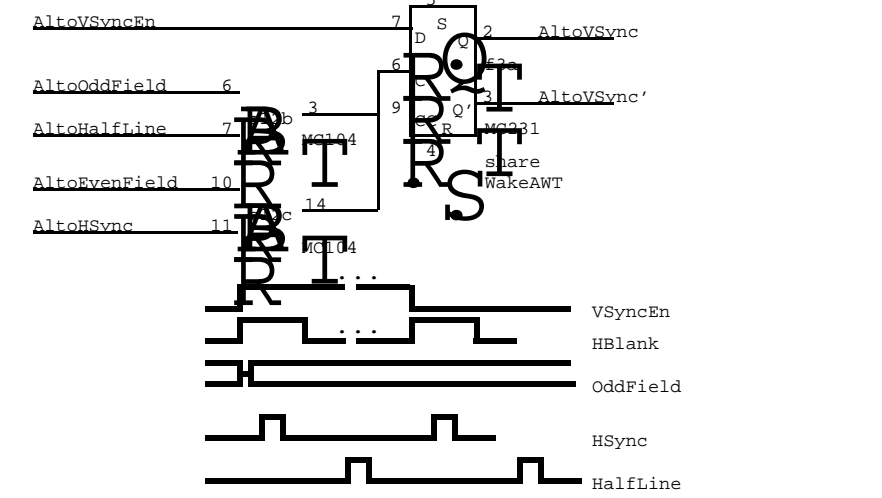 AltoVSyncEn 7
S
D
Q 2 AltoVSync
6
AltoOddField 6
3
9
Q' 3 AltoVSync'
R
AltoHalfLine 7
MC104
MC231
4
share
AltoEvenField 10
WakeAWT
14
AltoHSync 11
MC104
...
VSyncEn
...
HBlank
OddField
HSync
HalfLine